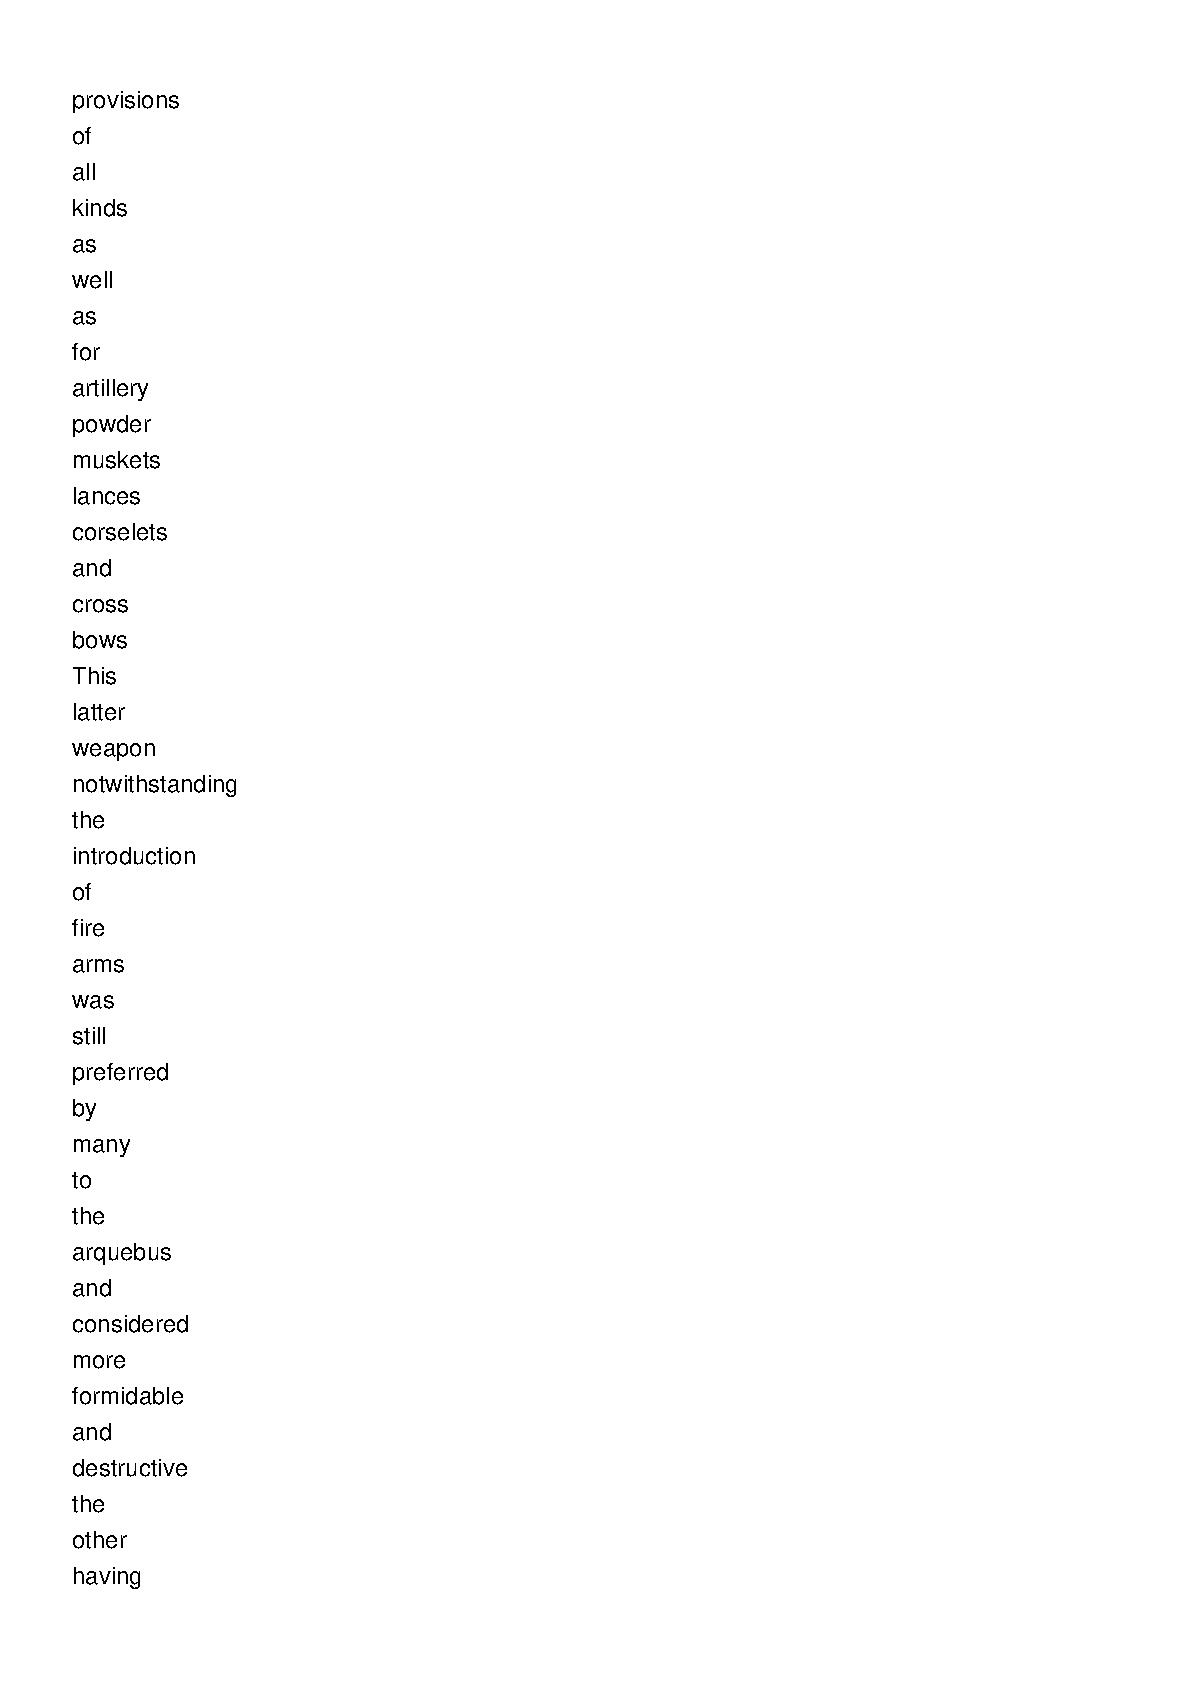 provisions
of
all
kinds
as
well
as
for
artillery
powder
muskets
lances
corselets
and
cross
bows
This
latter
weapon
notwithstanding
the
introduction
of
fire
arms
was
still
preferred
by
many
to
the
arquebus
and
considered
more
formidable
and
destructive
the
other
having